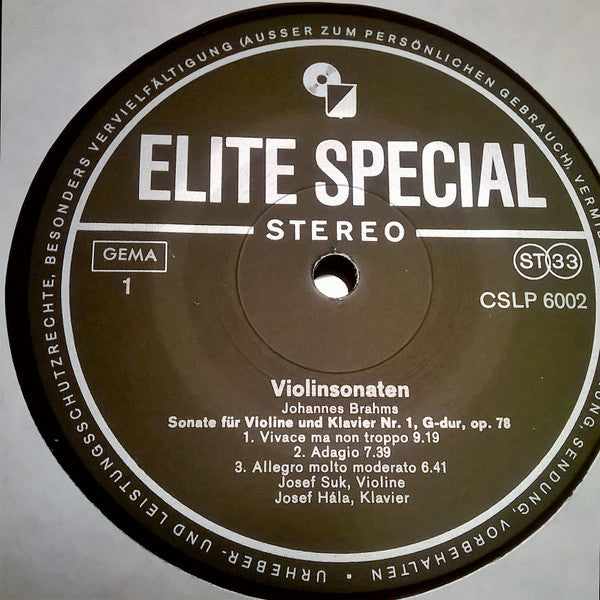 URHEBER- UND LEISTUNGSSCHUTZRECHTE, BESONDERS VERVIELFÄLTIGUNG (AUSSER ZUM PERSÖNLICHEN GEBRAUCH), SENDUNG, VORBEHALTEN •
ELITE SPECIAL
STEREO
GEMA
ST 33
1
CSLP 6002
Violinsonaten
Johannes Brahms
Sonate für Violine und Klavier Nr. 1, G-dur, op. 78
1. Vivace ma non troppo 9.19
2. Adagio 7.39
3. Allegro molto moderato 6.41
Josef Suk, Violine
Josef Hála, Klavier